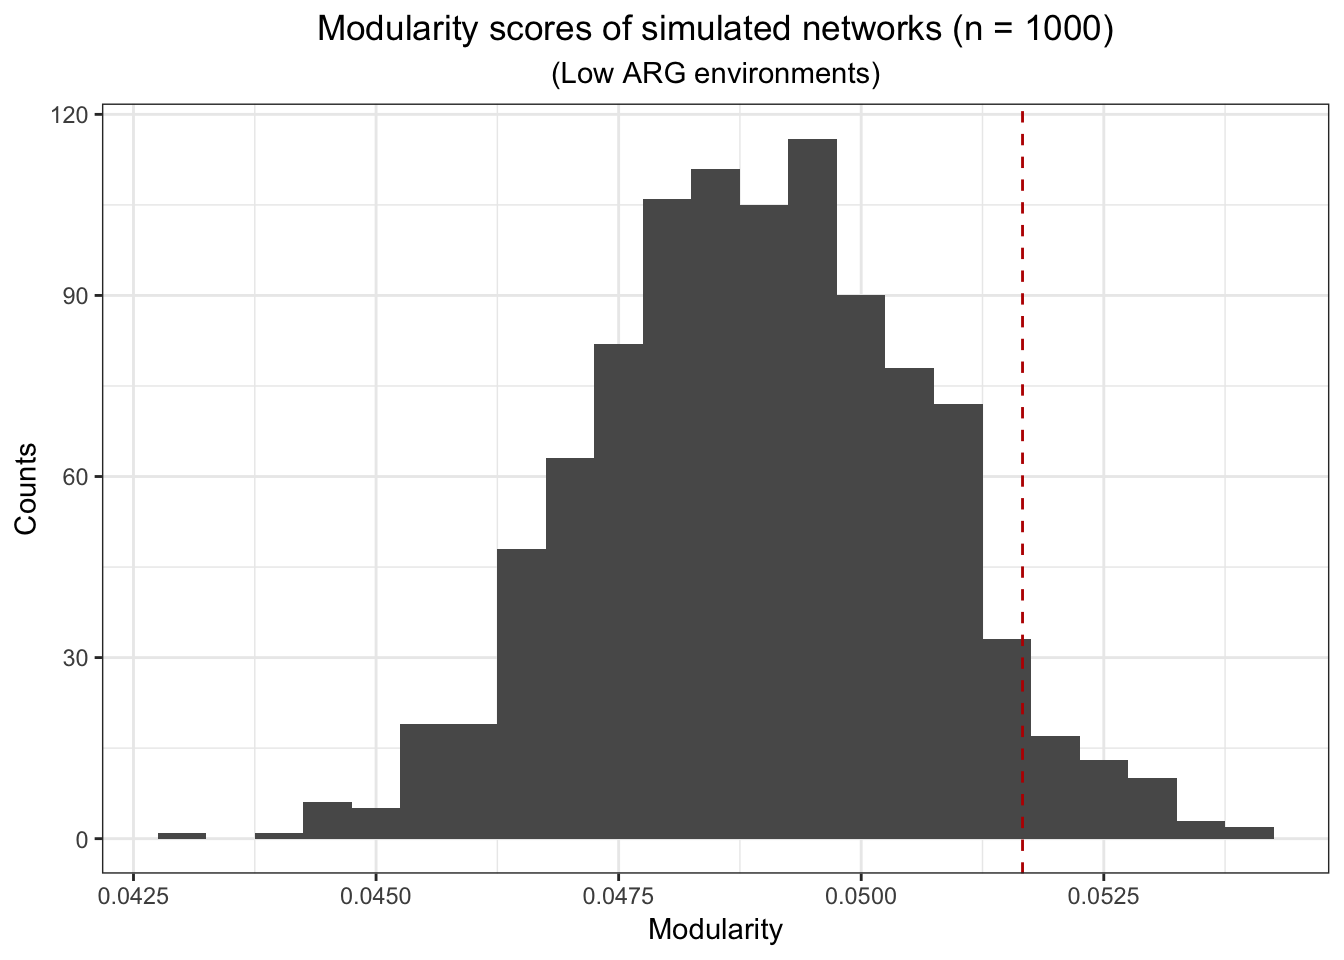 Modularity scores of simulated networks (n = 1000)
(Low ARG environments)
120
90
60
30
0
Counts
0.0425 0.0450 0.0475 0.0500 0.0525
Modularity